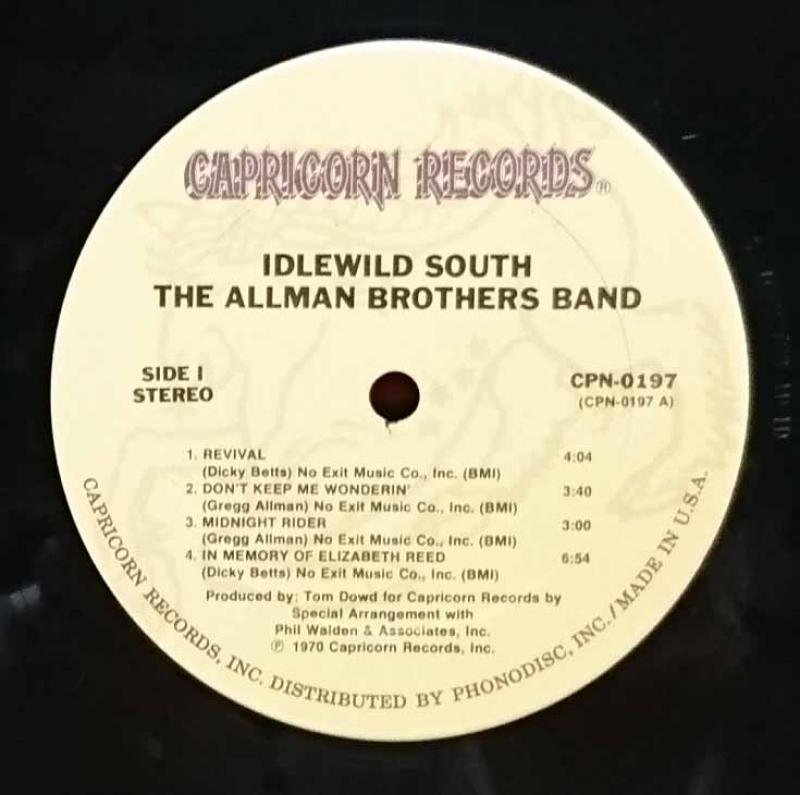 CAPRICORN RECORDS®
IDLEWILD SOUTH
THE ALLMAN BROTHERS BAND
SIDE I
STEREO
CPN-0197
(CPN-0197 A)
1. REVIVAL 4:04
(Dicky Betts) No Exit Music Co., Inc. (BMI)
2. DON'T KEEP ME WONDERIN' 3:40
(Gregg Allman) No Exit Music Co., Inc. (BMI)
3. MIDNIGHT RIDER 3:00
(Gregg Allman) No Exit Music Co., Inc. (BMI)
4. IN MEMORY OF ELIZABETH REED 6:54
(Dicky Betts) No Exit Music Co., Inc. (BMI)
Produced by: Tom Dowd for Capricorn Records by
Special Arrangement with
Phil Walden & Associates, Inc.
℗ 1970 Capricorn Records, Inc.
CAPRICORN RECORDS, INC. DISTRIBUTED BY PHONODISC, INC. / MADE IN U.S.A.